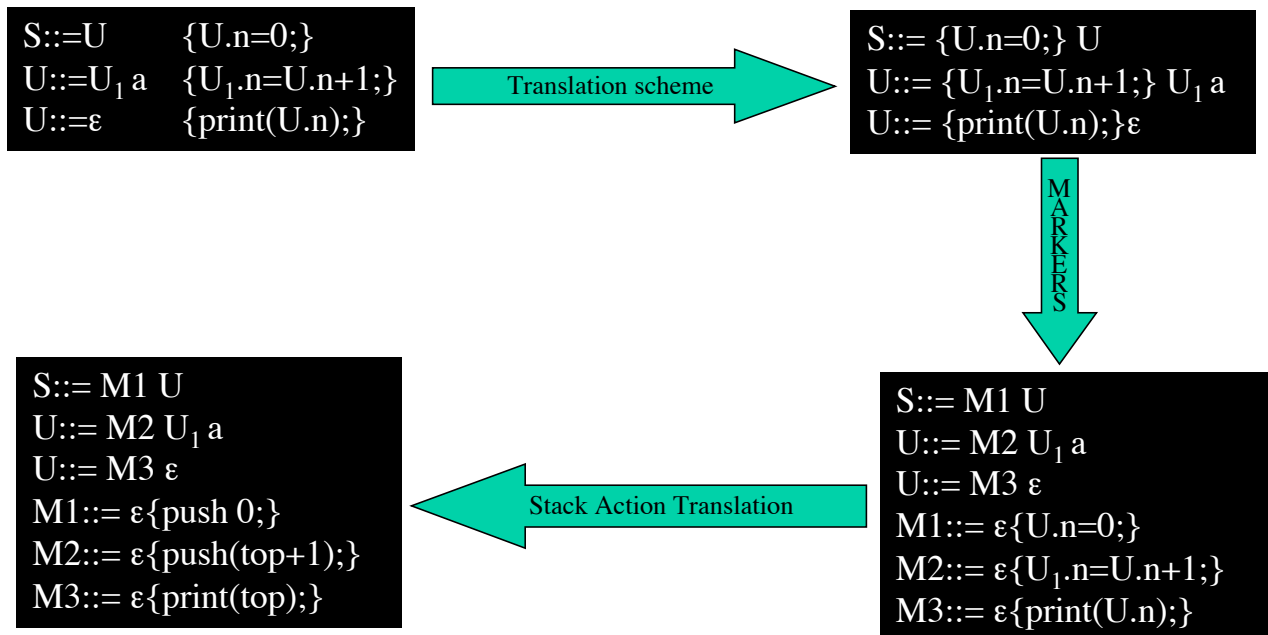 S::=U {U.n=0;}
U::=U₁ a {U₁.n=U.n+1;}
U::=ε {print(U.n);}
Translation scheme
S::= {U.n=0;} U
U::= {U₁.n=U.n+1;} U₁ a
U::= {print(U.n);}ε
MARKERS
S::= M1 U
U::= M2 U₁ a
U::= M3 ε
M1::= ε{U.n=0;}
M2::= ε{U₁.n=U.n+1;}
M3::= ε{print(U.n);}
Stack Action Translation
S::= M1 U
U::= M2 U₁ a
U::= M3 ε
M1::= ε{push 0;}
M2::= ε{push(top+1);}
M3::= ε{print(top);}